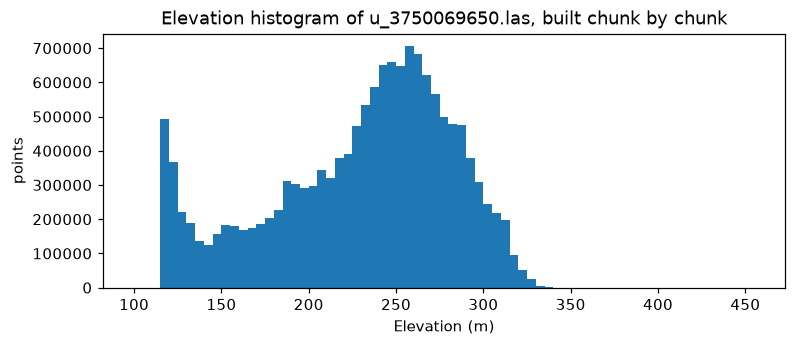 Elevation histogram of u_3750069650.las, built chunk by chunk
700000
600000
500000
400000
300000
200000
100000
0
points
100 150 200 250 300 350 400 450
Elevation (m)